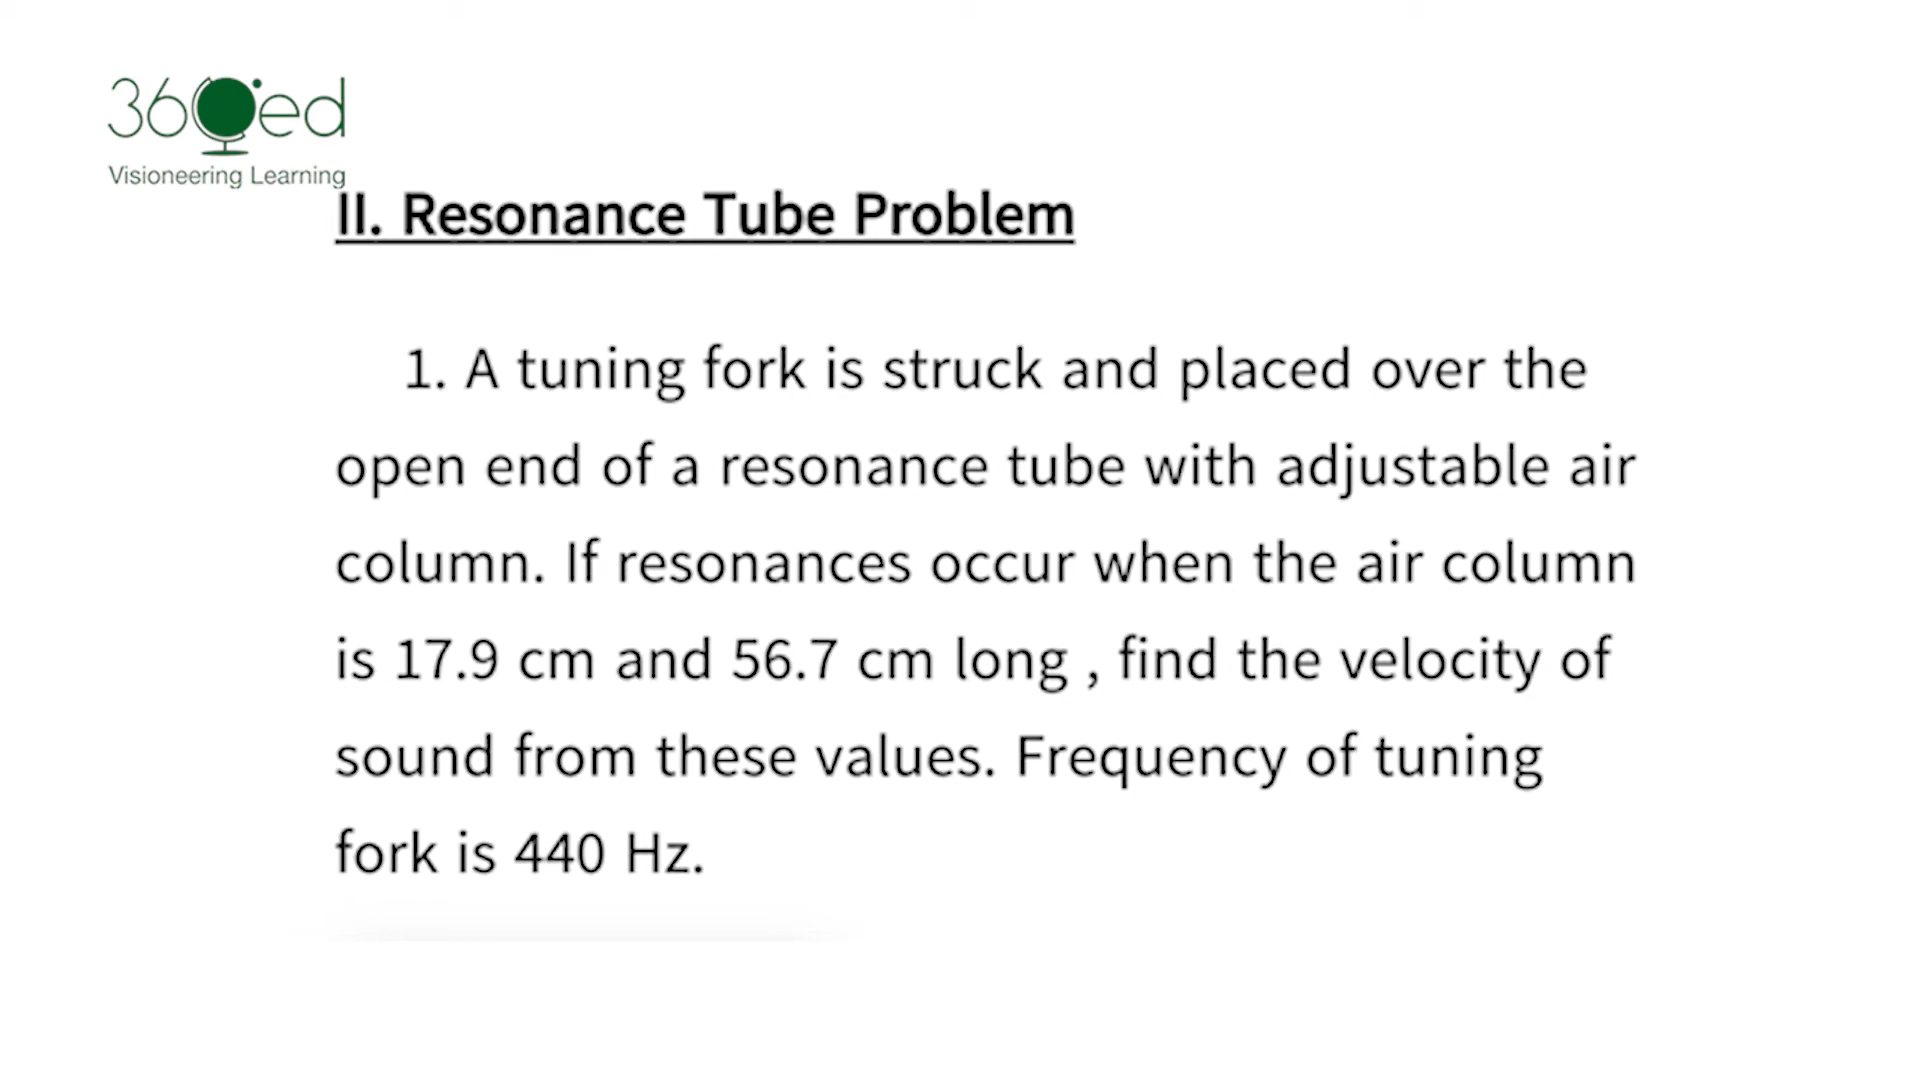 360ed
Visioneering Learning
II. Resonance Tube Problem
1. A tuning fork is struck and placed over the
open end of a resonance tube with adjustable air
column. If resonances occur when the air column
is 17.9 cm and 56.7 cm long , find the velocity of
sound from these values. Frequency of tuning
fork is 440 Hz.